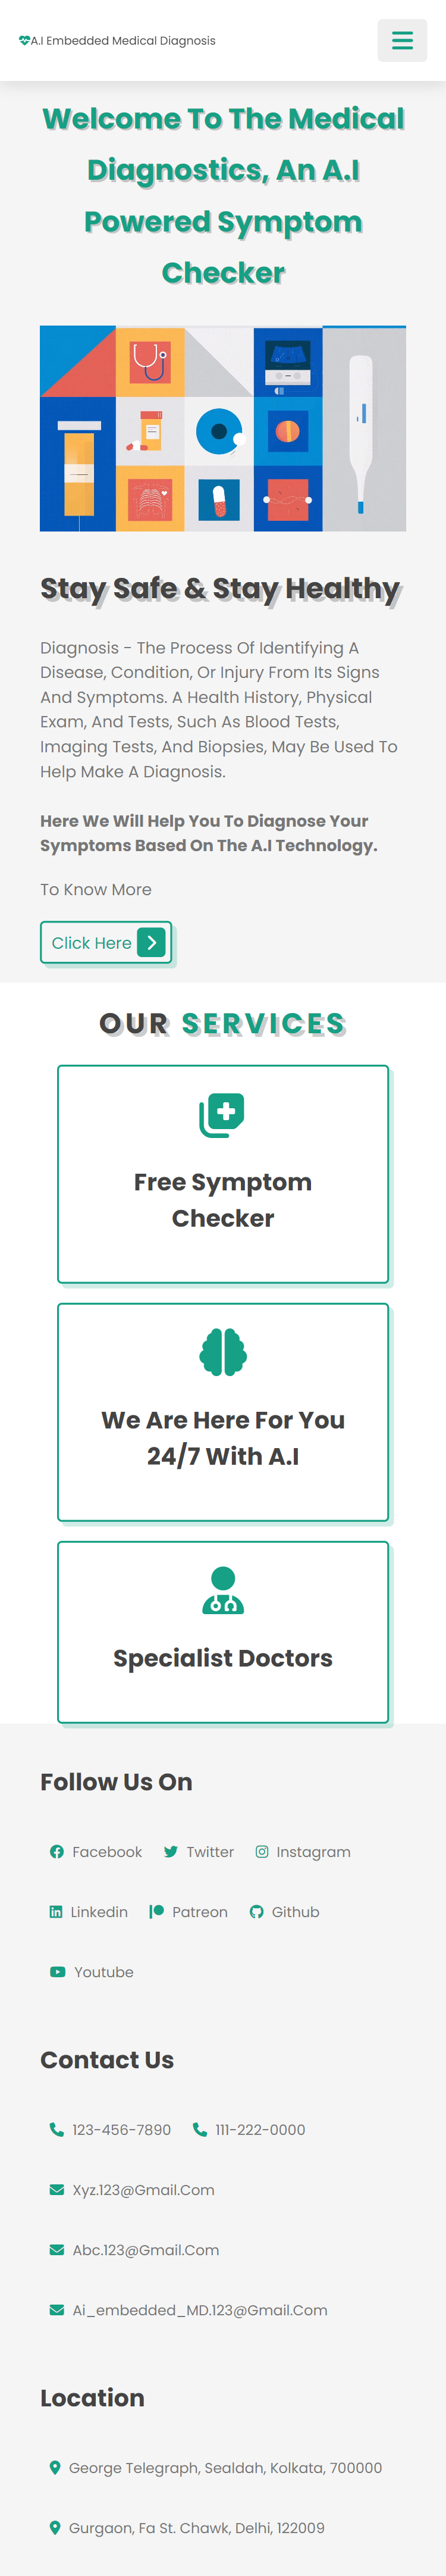 A.I Embedded Medical Diagnosis
Welcome To The Medical
Diagnostics, An A.I
Powered Symptom
Checker
Stay Safe & Stay Healthy
Diagnosis - The Process Of Identifying A
Disease, Condition, Or Injury From Its Signs
And Symptoms. A Health History, Physical
Exam, And Tests, Such As Blood Tests,
Imaging Tests, And Biopsies, May Be Used To
Help Make A Diagnosis.
Here We Will Help You To Diagnose Your
Symptoms Based On The A.I Technology.
To Know More
Click Here
OUR SERVICES
Free Symptom
Checker
We Are Here For You
24/7 With A.I
Specialist Doctors
Follow Us On
Facebook Twitter Instagram
Linkedin Patreon Github
Youtube
Contact Us
123-456-7890 111-222-0000
Xyz.123@Gmail.Com
Abc.123@Gmail.Com
Ai_embedded_MD.123@Gmail.Com
Location
George Telegraph, Sealdah, Kolkata, 700000
Gurgaon, Fa St. Chawk, Delhi, 122009